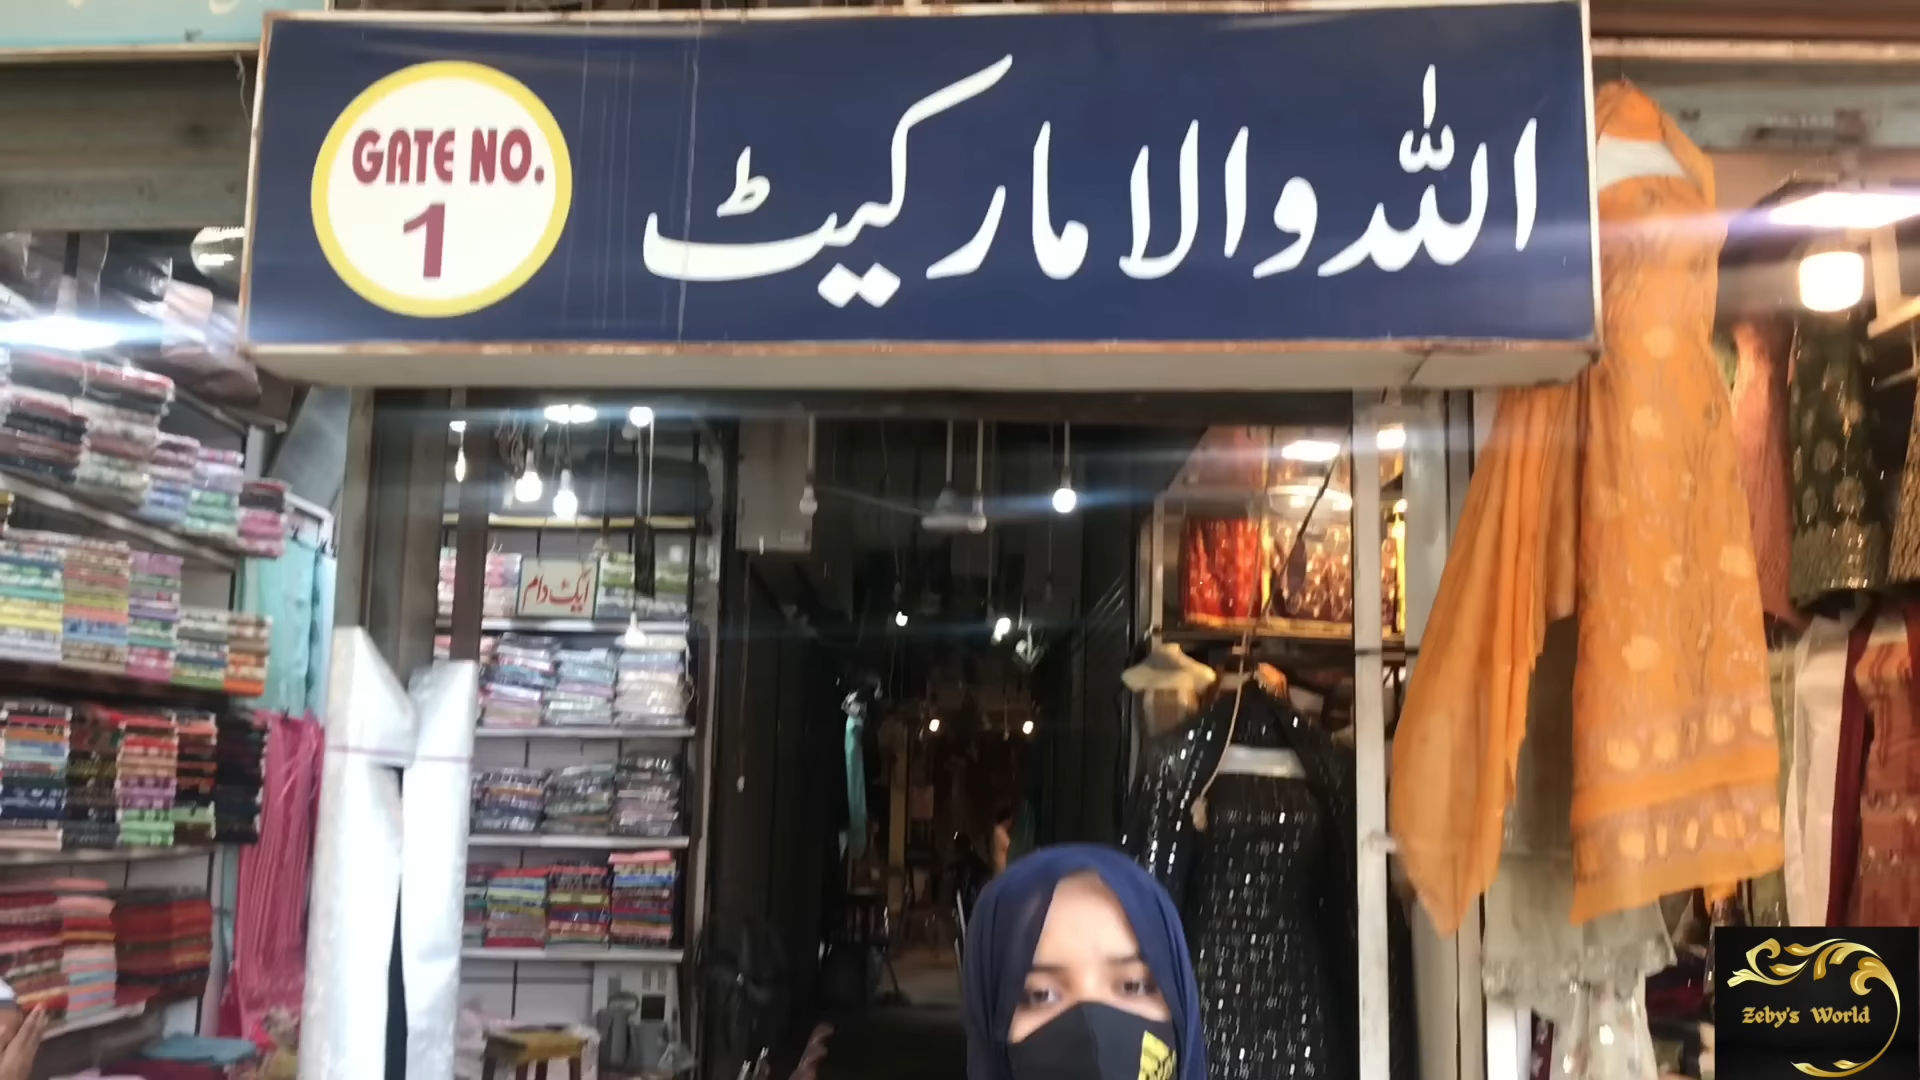 GATE NO.
1
اللہ والا مارکیٹ
ایک دام
Zeby's World